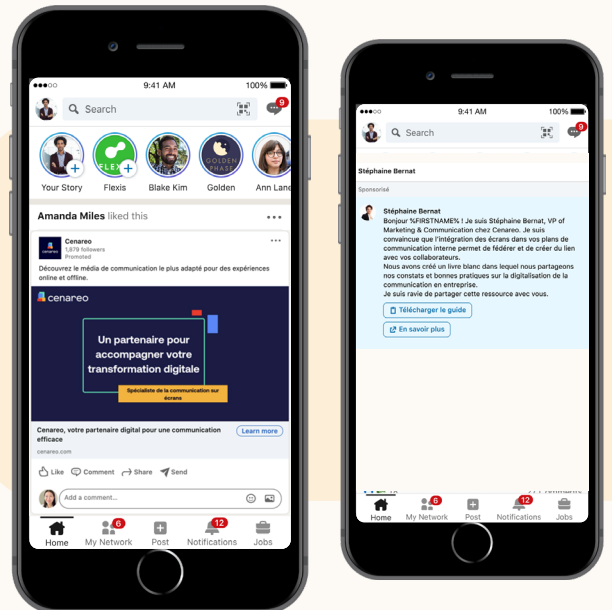 9:41 AM
100%
Search
9
FLEXIS
GOLDEN
PHASE
Your Story
Flexis
Blake Kim
Golden
Ann Lane
Amanda Miles liked this
Cenareo
1,879 followers
Promoted
Découvrez le média de communication le plus adapté pour des expériences
online et offline.
cenareo
Un partenaire pour
accompagner votre
transformation digitale
Spécialiste de la communication sur
écrans
Cenareo, votre partenaire digital pour une communication
efficace
Learn more
cenareo.com
Like
Comment
Share
Send
Add a comment...
6
12
Home
My Network
Post
Notifications
Jobs
9:41 AM
100%
Search
9
Stéphaine Bernat
Sponsorisé
Stéphaine Bernat
Bonjour %FIRSTNAME% ! Je suis Stéphaine Bernat, VP of
Marketing & Communication chez Cenareo. Je suis
convaincue que l'intégration des écrans dans vos plans de
communication interne permet de fédérer et de créer du lien
avec vos collaborateurs.
Nous avons créé un livre blanc dans lequel nous partageons
nos constats et bonnes pratiques sur la digitalisation de la
communication en entreprise.
Je suis ravie de partager cette ressource avec vous.
Télécharger le guide
En savoir plus
6
12
Home
My Network
Post
Notifications
Jobs